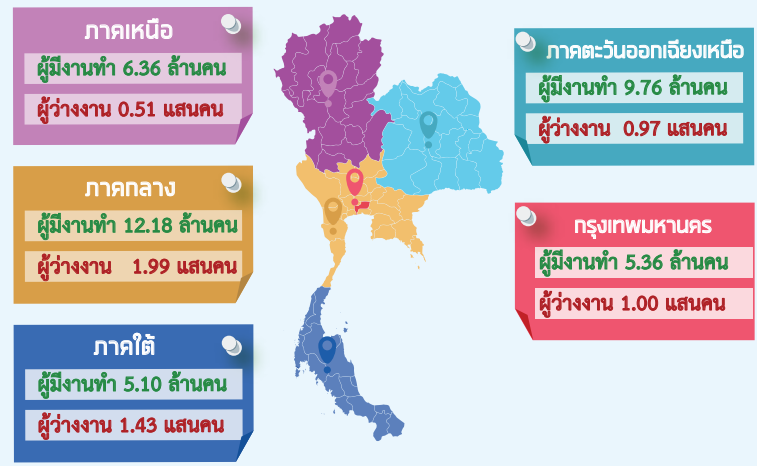 ภาคเหนือ
ผู้มีงานทำ 6.36 ล้านคน
ผู้ว่างงาน 0.51 แสนคน
ภาคตะวันออกเฉียงเหนือ
ผู้มีงานทำ 9.76 ล้านคน
ผู้ว่างงาน 0.97 แสนคน
ภาคกลาง
ผู้มีงานทำ 12.18 ล้านคน
ผู้ว่างงาน 1.99 แสนคน
กรุงเทพมหานคร
ผู้มีงานทำ 5.36 ล้านคน
ผู้ว่างงาน 1.00 แสนคน
ภาคใต้
ผู้มีงานทำ 5.10 ล้านคน
ผู้ว่างงาน 1.43 แสนคน